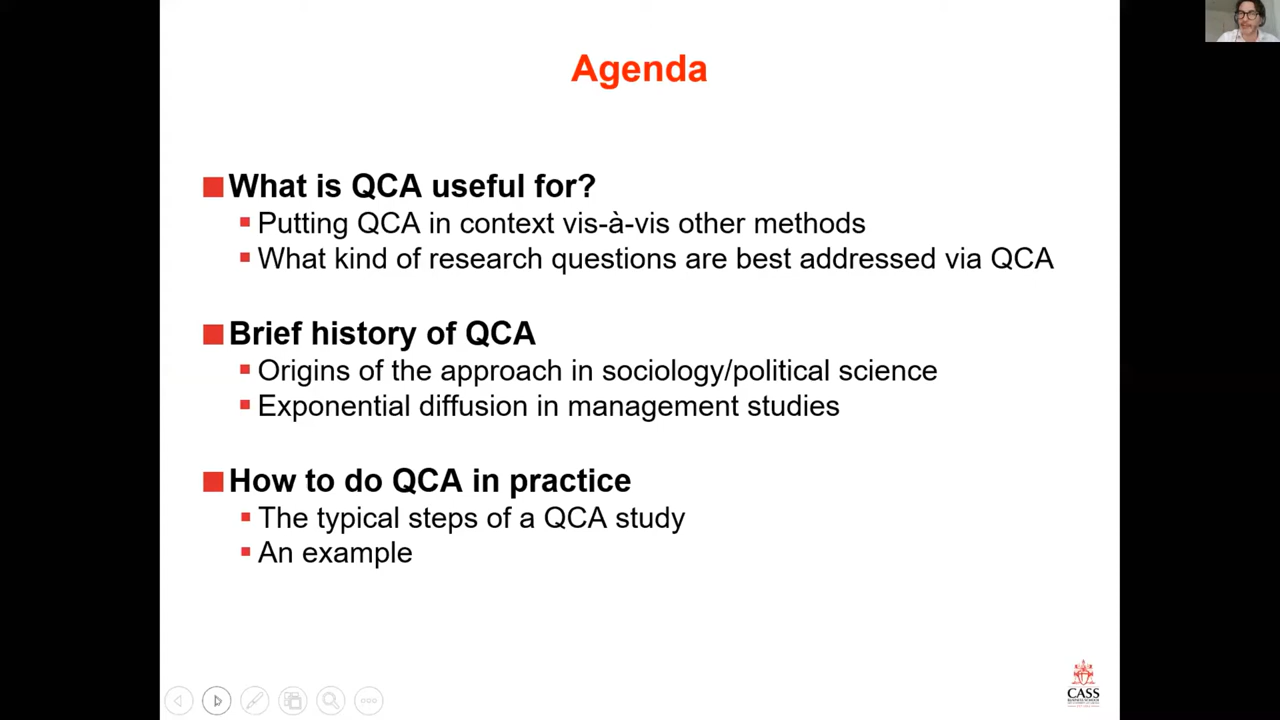 Agenda
What is QCA useful for?
Putting QCA in context vis-à-vis other methods
What kind of research questions are best addressed via QCA
Brief history of QCA
Origins of the approach in sociology/political science
Exponential diffusion in management studies
How to do QCA in practice
The typical steps of a QCA study
An example
CASS